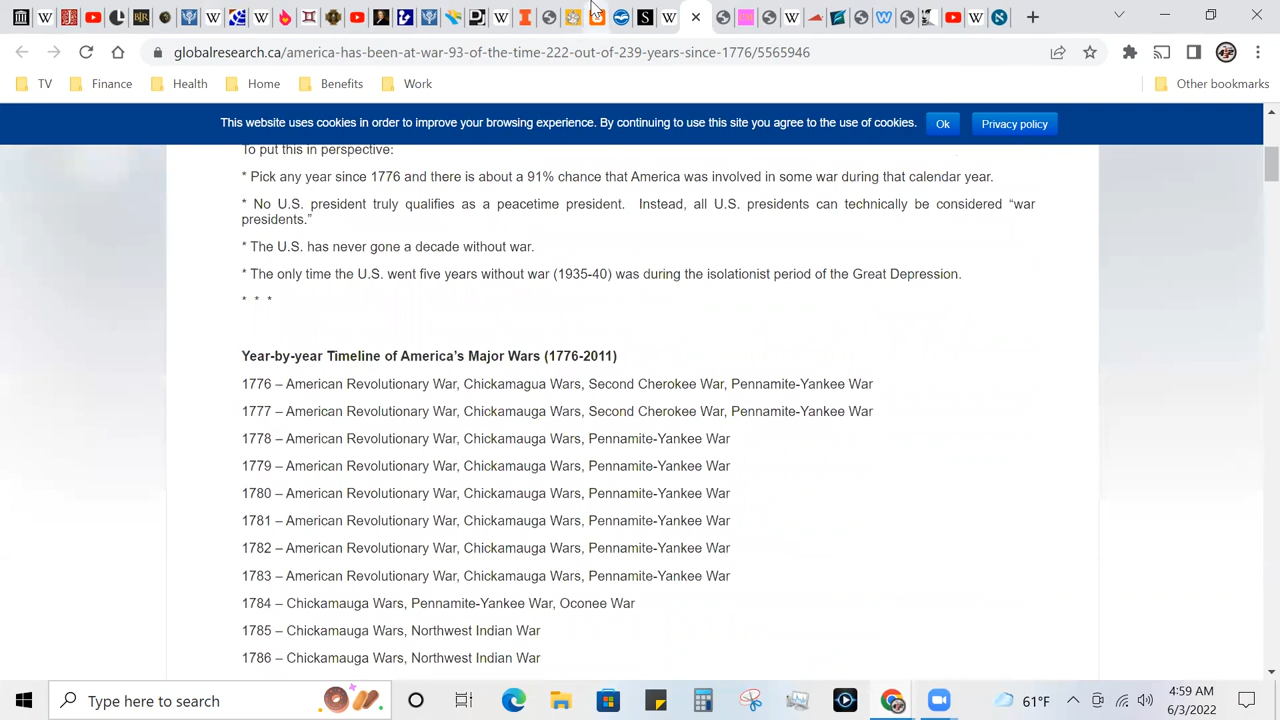 globalresearch.ca/america-has-been-at-war-93-of-the-time-222-out-of-239-years-since-1776/5565946
TV Finance Health Home Benefits Work Other bookmarks
This website uses cookies in order to improve your browsing experience. By continuing to use this site you agree to the use of cookies. Ok Privacy policy
To put this in perspective:
* Pick any year since 1776 and there is about a 91% chance that America was involved in some war during that calendar year.
* No U.S. president truly qualifies as a peacetime president. Instead, all U.S. presidents can technically be considered “war
presidents.”
* The U.S. has never gone a decade without war.
* The only time the U.S. went five years without war (1935-40) was during the isolationist period of the Great Depression.
* * *
Year-by-year Timeline of America’s Major Wars (1776-2011)
1776 – American Revolutionary War, Chickamagua Wars, Second Cherokee War, Pennamite-Yankee War
1777 – American Revolutionary War, Chickamauga Wars, Second Cherokee War, Pennamite-Yankee War
1778 – American Revolutionary War, Chickamauga Wars, Pennamite-Yankee War
1779 – American Revolutionary War, Chickamauga Wars, Pennamite-Yankee War
1780 – American Revolutionary War, Chickamauga Wars, Pennamite-Yankee War
1781 – American Revolutionary War, Chickamauga Wars, Pennamite-Yankee War
1782 – American Revolutionary War, Chickamauga Wars, Pennamite-Yankee War
1783 – American Revolutionary War, Chickamauga Wars, Pennamite-Yankee War
1784 – Chickamauga Wars, Pennamite-Yankee War, Oconee War
1785 – Chickamauga Wars, Northwest Indian War
1786 – Chickamauga Wars, Northwest Indian War
Type here to search
61°F
4:59 AM
6/3/2022